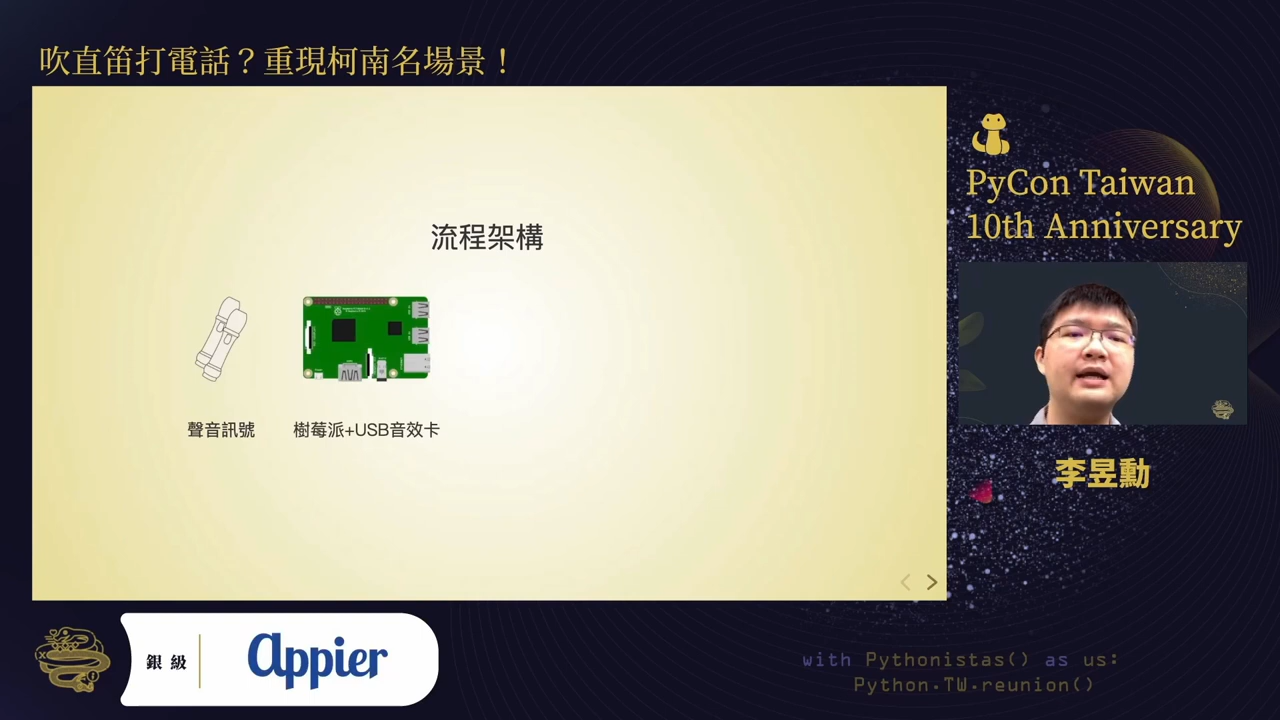 吹直笛打電話？重現柯南名場景！
流程架構
聲音訊號
樹莓派+USB音效卡
PyCon Taiwan
10th Anniversary
李昱勳
銀級
appier
with Pythonistas() as us:
Python.TW.reunion()